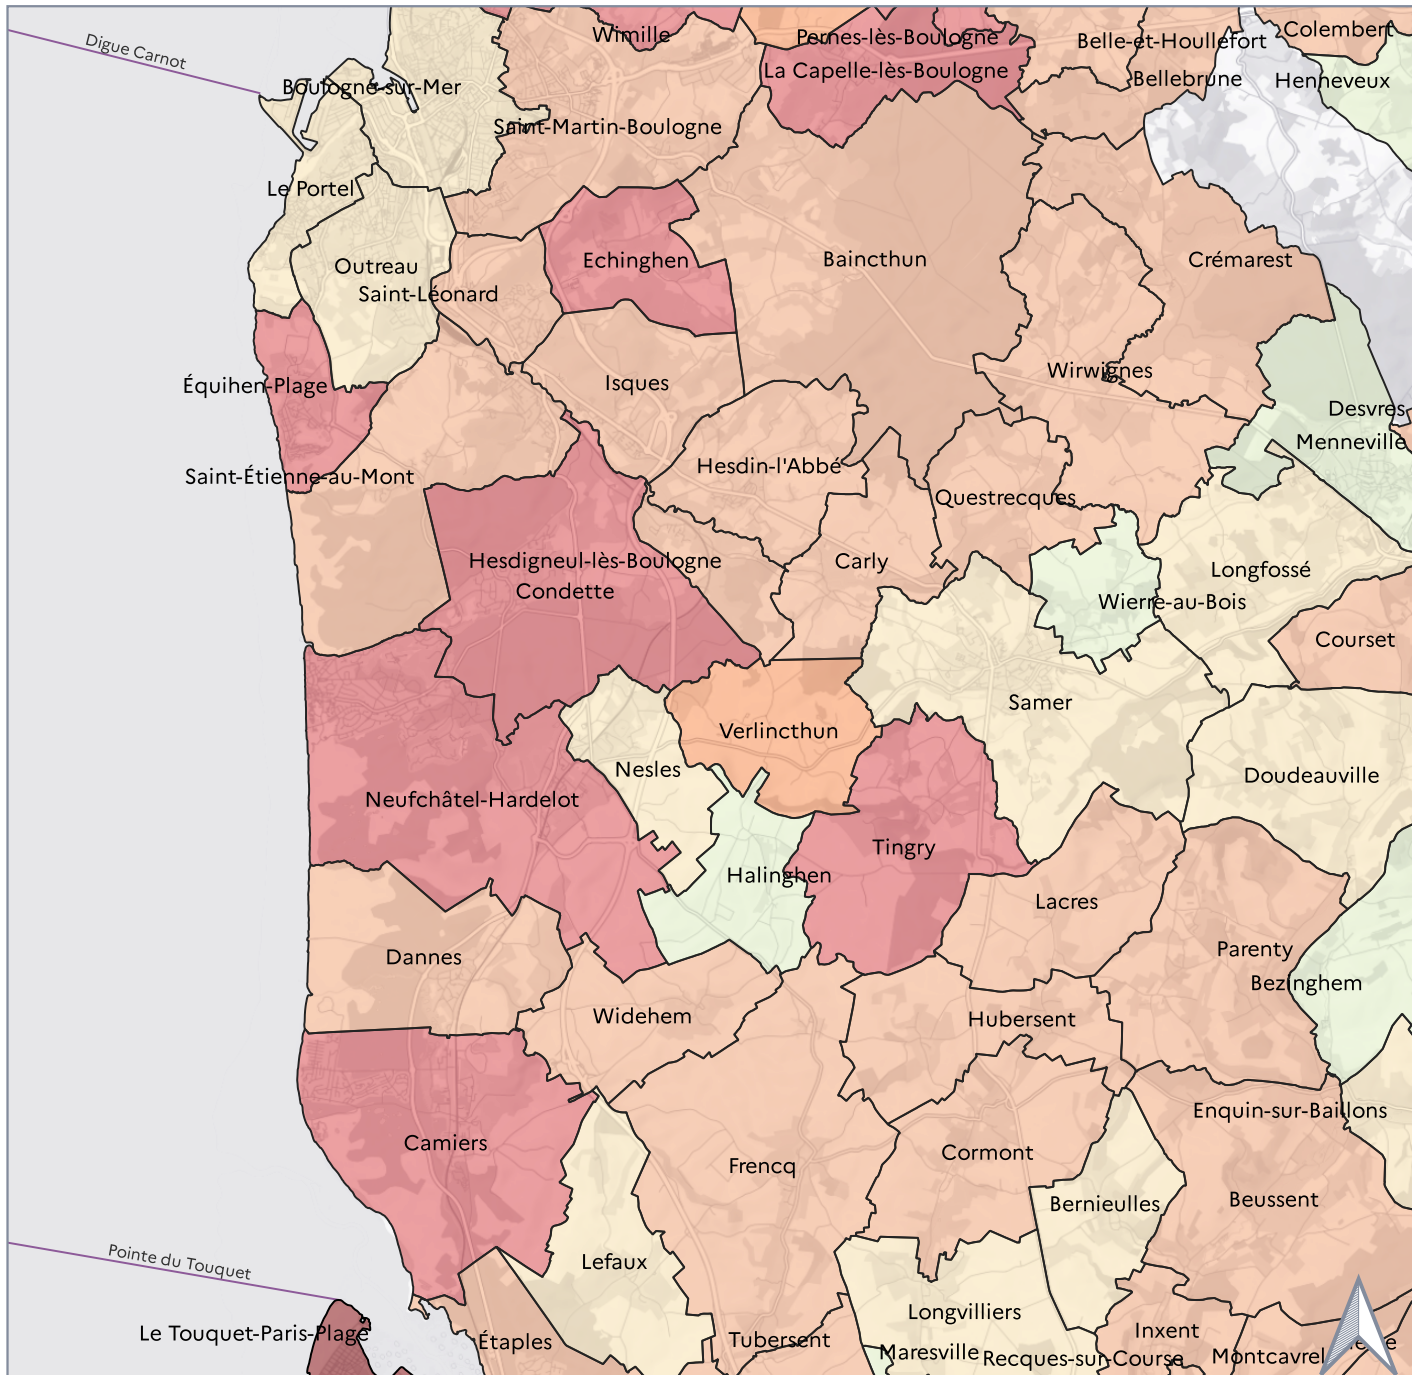 Colembert
Wimille
Pernes-lès-Boulogne
Belle-et-Houllefort
Digue Carnot
La Capelle-lès-Boulogne
Bellebrune
Henneveux
Boulogne-sur-Mer
Saint-Martin-Boulogne
Le Portel
Echinghen
Baincthun
Crémarest
Outreau
Saint-Léonard
Wirwignes
Équihen-Plage
Isques
Desvres
Menneville
Hesdin-l'Abbé
Saint-Étienne-au-Mont
Questrecques
Hesdigneul-lès-Boulogne
Carly
Longfossé
Condette
Wierre-au-Bois
Courset
Samer
Verlincthun
Nesles
Doudeauville
Neufchâtel-Hardelot
Tingry
Halinghen
Lacres
Parenty
Dannes
Bezinghem
Widehem
Hubersent
Enquin-sur-Baillons
Camiers
Cormont
Frencq
Beussent
Bernieulles
Pointe du Touquet
Lefaux
Longvilliers
Le Touquet-Paris-Plage
Étaples
Tubersent
Inxent
Maresville
Recques-sur-Course
Montcavrel